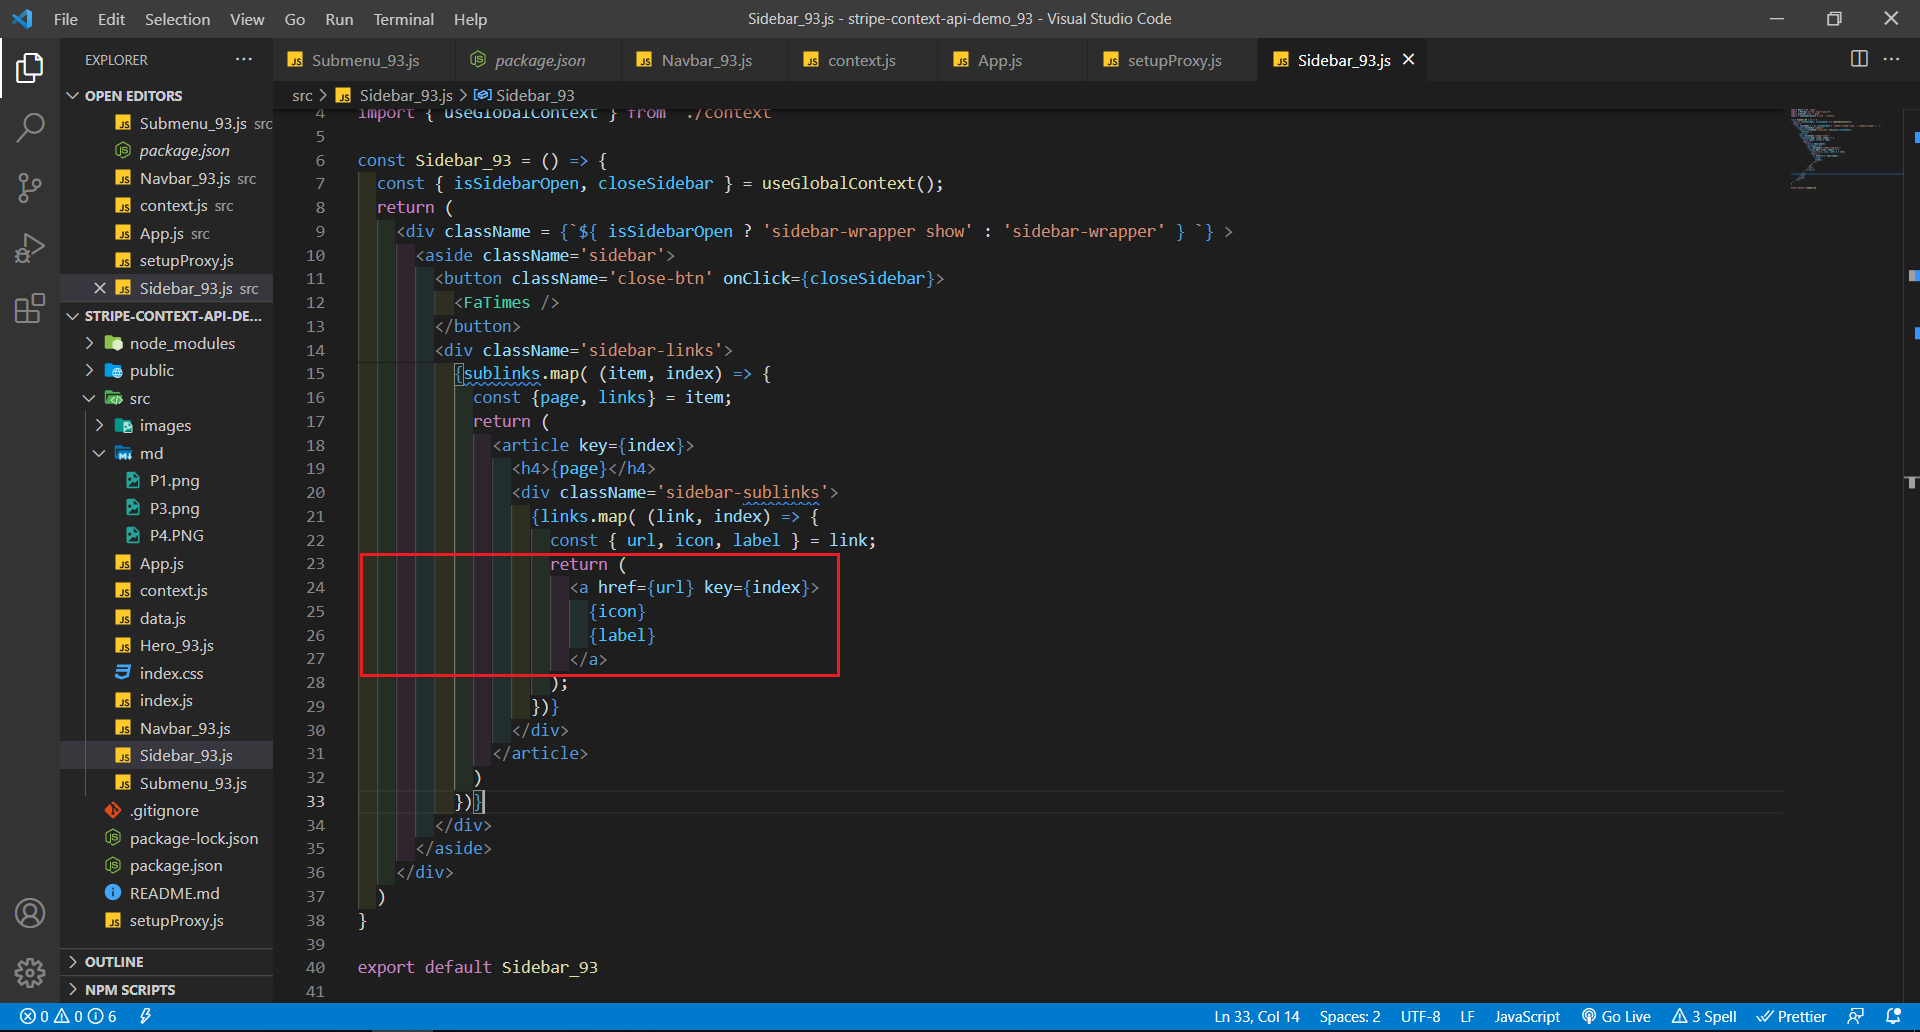 File Edit Selection View Go Run Terminal Help
Sidebar_93.js - stripe-context-api-demo_93 - Visual Studio Code
EXPLORER
Submenu_93.js
package.json
Navbar_93.js
context.js
App.js
setupProxy.js
Sidebar_93.js
src > Sidebar_93.js > Sidebar_93
OPEN EDITORS
Submenu_93.js src
package.json
Navbar_93.js src
context.js src
App.js src
setupProxy.js
Sidebar_93.js src
STRIPE-CONTEXT-API-DE...
node_modules
public
src
images
md
P1.png
P3.png
P4.PNG
App.js
context.js
data.js
Hero_93.js
index.css
index.js
Navbar_93.js
Sidebar_93.js
Submenu_93.js
.gitignore
package-lock.json
package.json
README.md
setupProxy.js
OUTLINE
NPM SCRIPTS
4 import { useGlobalContext } from './context'
5
6 const Sidebar_93 = () => {
7 const { isSidebarOpen, closeSidebar } = useGlobalContext();
8 return (
9 <div className = {`${ isSidebarOpen ? 'sidebar-wrapper show' : 'sidebar-wrapper' } `} >
10 <aside className='sidebar'>
11 <button className='close-btn' onClick={closeSidebar}>
12 <FaTimes />
13 </button>
14 <div className='sidebar-links'>
15 {sublinks.map( (item, index) => {
16 const {page, links} = item;
17 return (
18 <article key={index}>
19 <h4>{page}</h4>
20 <div className='sidebar-sublinks'>
21 {links.map( (link, index) => {
22 const { url, icon, label } = link;
23 return (
24 <a href={url} key={index}>
25 {icon}
26 {label}
27 </a>
28 );
29 })}
30 </div>
31 </article>
32 )
33 })}
34 </div>
35 </aside>
36 </div>
37 )
38 }
39
40 export default Sidebar_93
41
0 0 6
Ln 33, Col 14 Spaces: 2 UTF-8 LF JavaScript Go Live 3 Spell Prettier